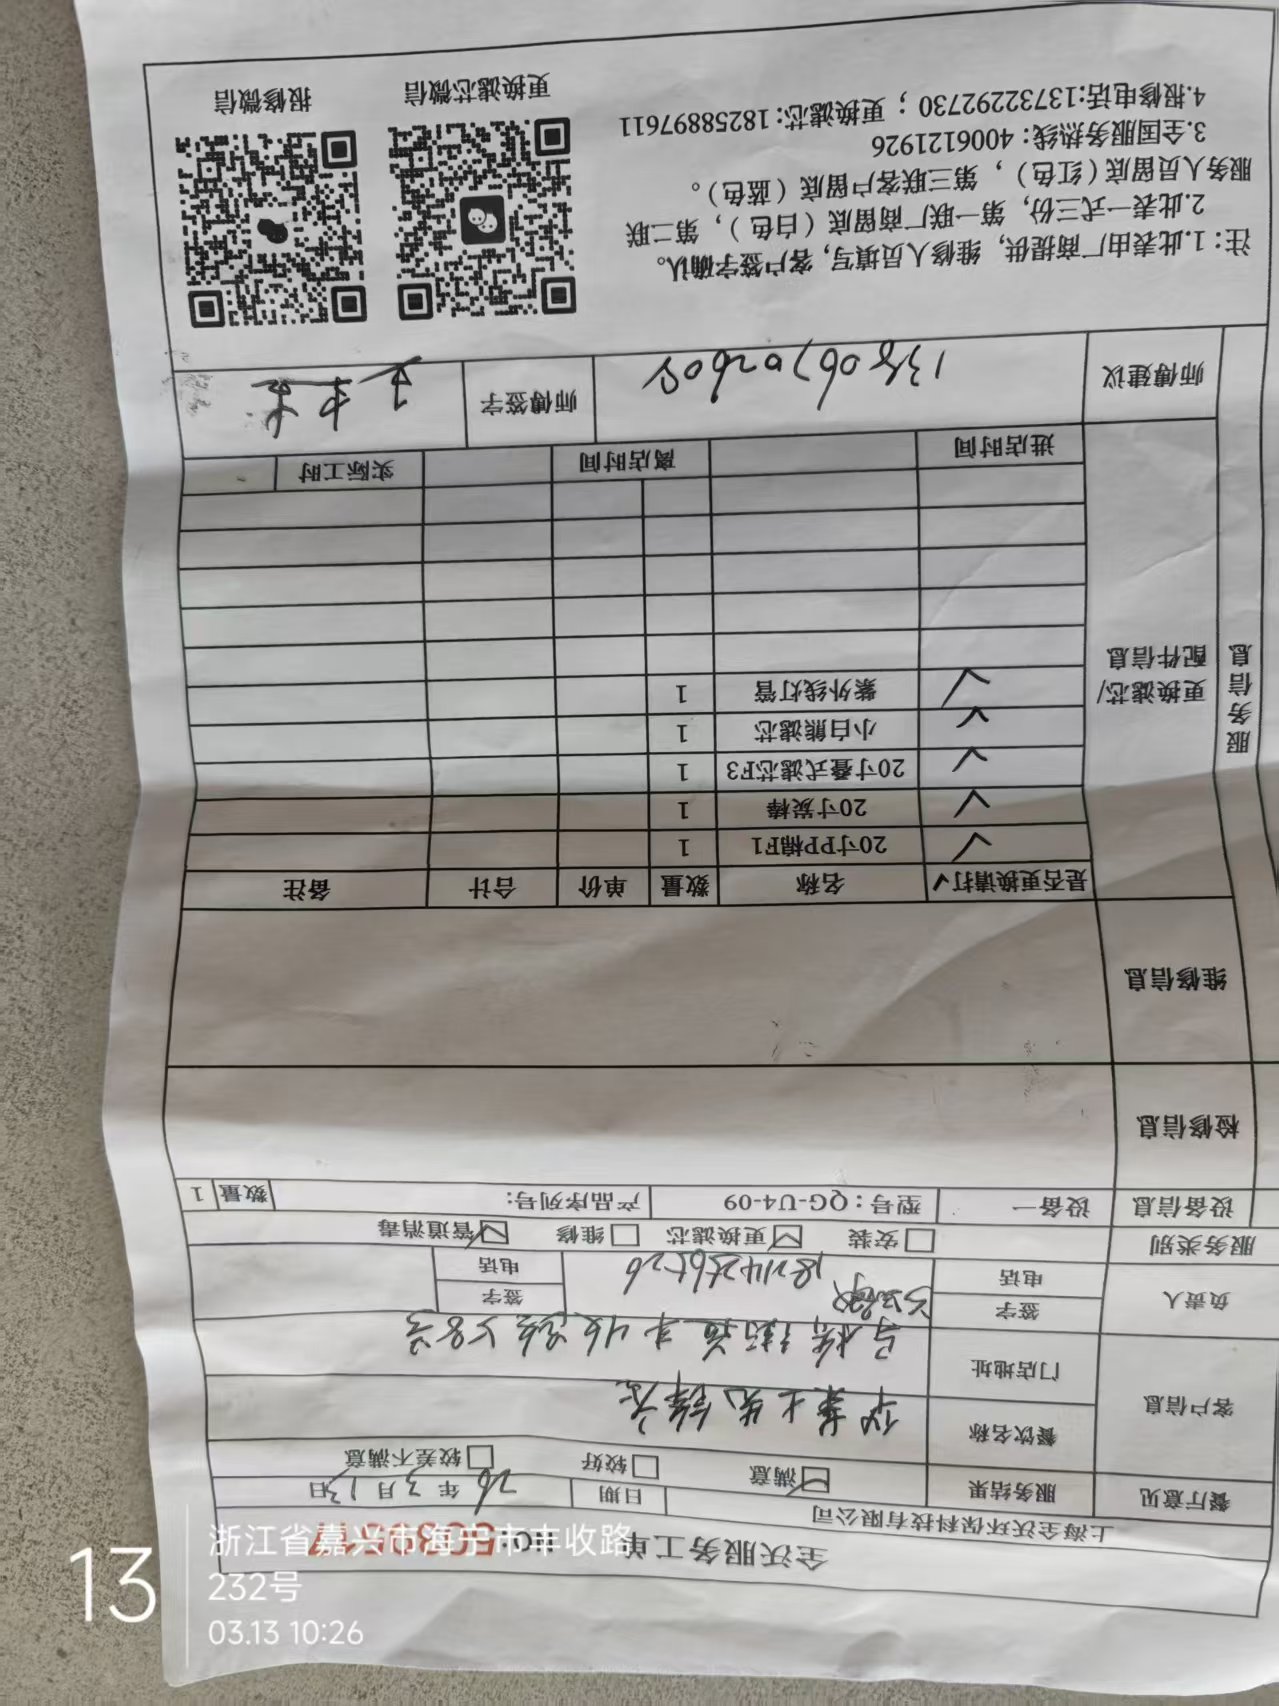 全沃服务工单
上海全沃环保科技有限公司
餐厅意见 服务结果 满意 较好 较差不满意 日期 26年3月13日
客户信息 餐饮名称
门店地址
负责人 签字 签字
电话 电话
服务类别 安装 更换滤芯 维修 管道消毒
设备信息 设备一 型号：QG-U4-09 产品序列号: 数量 1
检修信息
维修信息
服务信息
更换滤芯/配件信息
是否更换请打✓ 名称 数量 单价 合计 备注
✓ 20寸PP棉F1 1
✓ 20寸炭棒 1
✓ 20寸叠式滤芯F3 1
✓ 小白熊滤芯 1
✓ 紫外线灯管 1
进店时间 离店时间 实际工时
师傅建议 13806702608 师傅签字
注：1.此表由厂商提供，维修人员填写，客户签字确认。
2.此表一式三份，第一联厂商留底（白色），第二联
服务人员留底（红色），第三联客户留底（蓝色）。
3.全国服务热线：4006121926
4.报修电话:13732292730；更换滤芯：18258897611
更换滤芯微信 报修微信
13
浙江省嘉兴市海宁市丰收路
232号
03.13 10:26